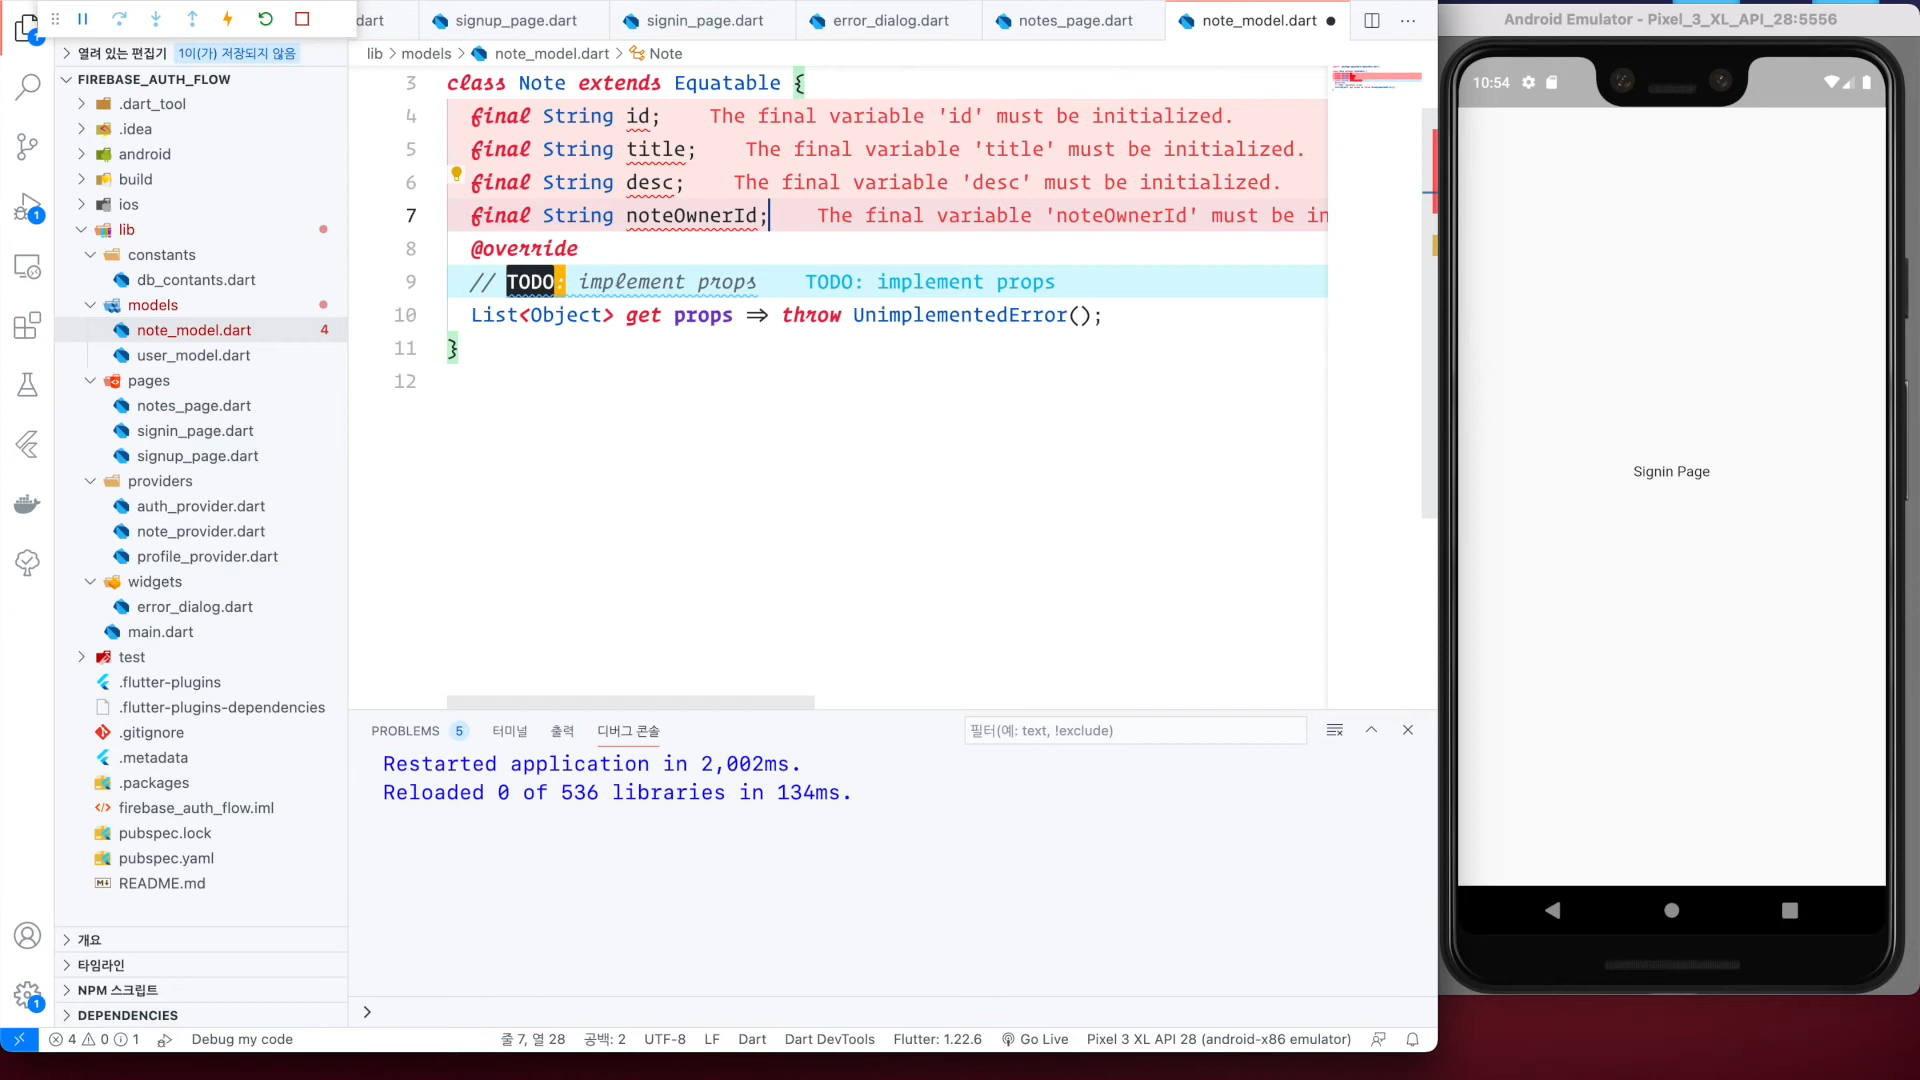 dart
signup_page.dart
signin_page.dart
error_dialog.dart
notes_page.dart
note_model.dart
Android Emulator - Pixel_3_XL_API_28:5556
열려 있는 편집기 1이(가) 저장되지 않음
lib > models > note_model.dart > Note
FIREBASE_AUTH_FLOW
.dart_tool
.idea
android
build
ios
lib
constants
db_contants.dart
models
note_model.dart 4
user_model.dart
pages
notes_page.dart
signin_page.dart
signup_page.dart
providers
auth_provider.dart
note_provider.dart
profile_provider.dart
widgets
error_dialog.dart
main.dart
test
.flutter-plugins
.flutter-plugins-dependencies
.gitignore
.metadata
.packages
firebase_auth_flow.iml
pubspec.lock
pubspec.yaml
README.md
개요
타임라인
NPM 스크립트
DEPENDENCIES
1
1
1
3 class Note extends Equatable {
4 final String id; The final variable 'id' must be initialized.
5 final String title; The final variable 'title' must be initialized.
6 final String desc; The final variable 'desc' must be initialized.
7 final String noteOwnerId; The final variable 'noteOwnerId' must be in
8 @override
9 // TODO: implement props TODO: implement props
10 List<Object> get props => throw UnimplementedError();
11 }
12
PROBLEMS 5 터미널 출력 디버그 콘솔 필터(예: text, !exclude)
Restarted application in 2,002ms.
Reloaded 0 of 536 libraries in 134ms.
>
4 0 1 Debug my code 줄 7, 열 28 공백: 2 UTF-8 LF Dart Dart DevTools Flutter: 1.22.6 Go Live Pixel 3 XL API 28 (android-x86 emulator)
10:54
Signin Page